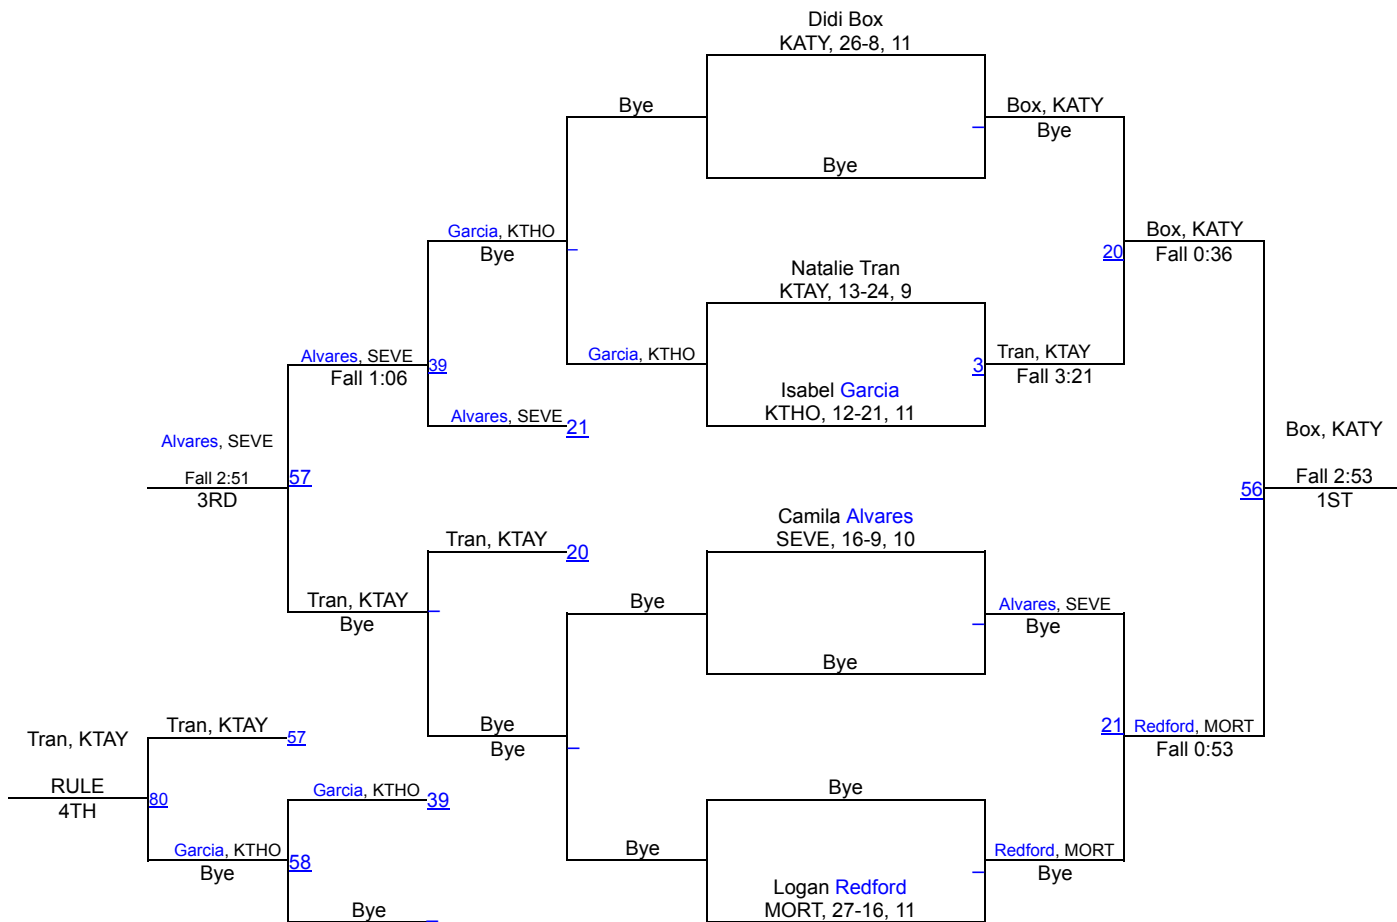 Didi Box
KATY, 26-8, 11
Bye
Box, KATY
Bye
Bye
Garcia, KTHO
Bye
Box, KATY
20
Fall 0:36
Natalie Tran
KTAY, 13-24, 9
Alvares, SEVE
39
Fall 1:06
Garcia, KTHO
3
Tran, KTAY
Fall 3:21
Isabel Garcia
KTHO, 12-21, 11
Alvares, SEVE
21
Alvares, SEVE
Box, KATY
Fall 2:51
57
3RD
56
Fall 2:53
1ST
Camila Alvares
SEVE, 16-9, 10
Tran, KTAY
20
Tran, KTAY
Bye
Bye
Alvares, SEVE
Bye
Bye
Tran, KTAY
Tran, KTAY
57
Bye
Bye
21
Redford, MORT
Fall 0:53
RULE
80
4TH
Garcia, KTHO
39
Bye
Garcia, KTHO
58
Bye
Bye
Redford, MORT
Bye
Logan Redford
MORT, 27-16, 11
Bye